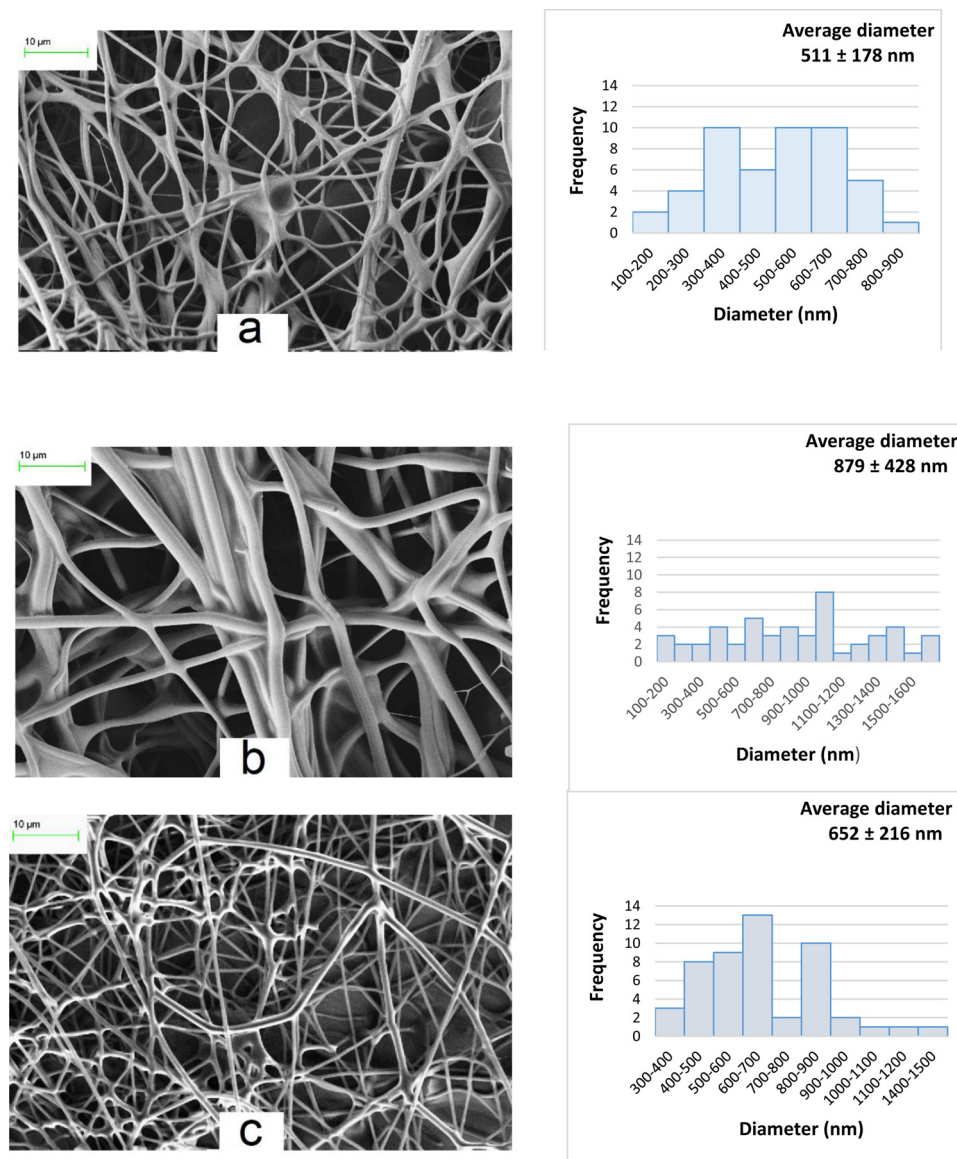 10 µm
a
Average diameter
511 ± 178 nm
14
12
10
8
6
4
2
0
Frequency
100-200
200-300
300-400
400-500
500-600
600-700
700-800
800-900
Diameter (nm)
10 µm
b
Average diameter
879 ± 428 nm
14
12
10
8
6
4
2
0
Frequency
100-200
300-400
500-600
700-800
900-1000
1100-1200
1300-1400
1500-1600
Diameter (nm)
10 µm
c
Average diameter
652 ± 216 nm
14
12
10
8
6
4
2
0
Frequency
300-400
400-500
500-600
600-700
700-800
800-900
900-1000
1000-1100
1100-1200
1400-1500
Diameter (nm)